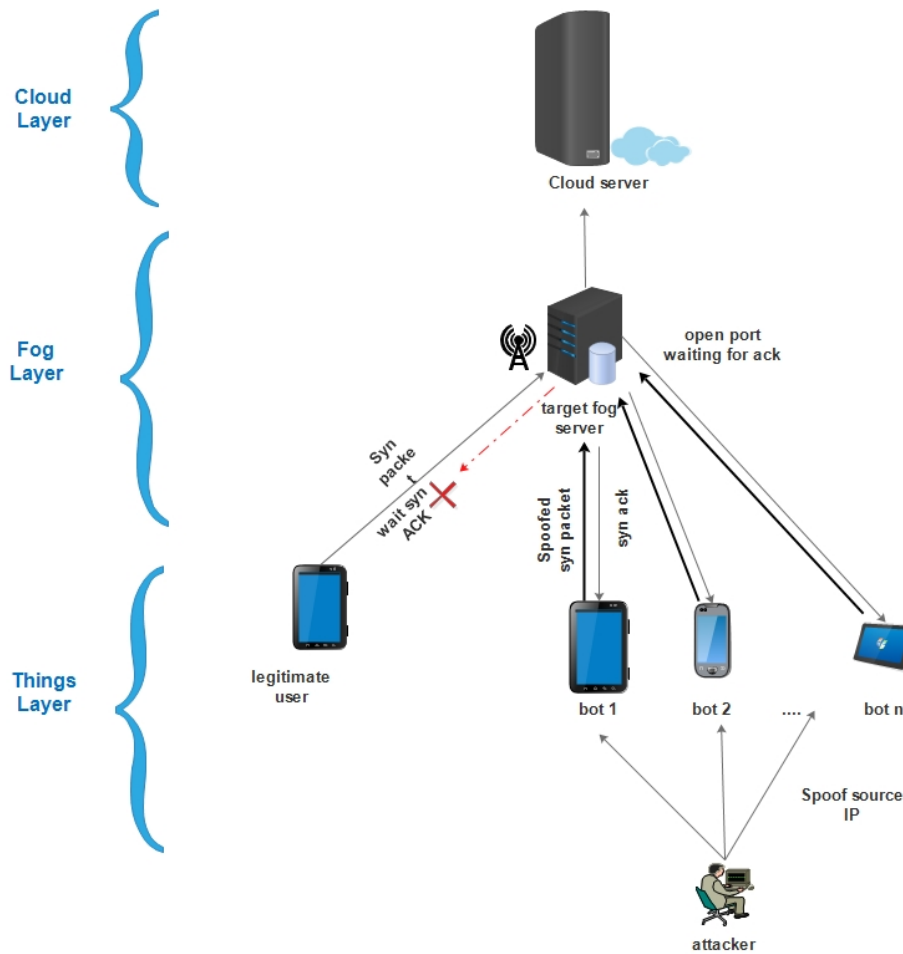 Cloud
Layer
Cloud server
Fog
Layer
open port
waiting for ack
target fog
server
Syn
packe
t
wait syn
ACK
Spoofed
syn packet
syn ack
Things
Layer
legitimate
user
bot 1
bot 2
....
bot n
Spoof source
IP
attacker